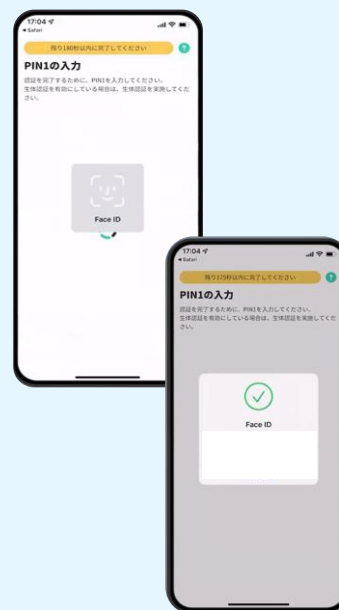 17:04
◀ Safari
残り180秒以内に完了してください
?
PIN1の入力
認証を完了するために、PIN1を入力してください。
生体認証を有効にしている場合は、生体認証を実施してくだ
さい。
Face ID
17:04
◀ Safari
残り175秒以内に完了してください
?
PIN1の入力
認証を完了するために、PIN1を入力してください。
生体認証を有効にしている場合は、生体認証を実施してくだ
さい。
Face ID